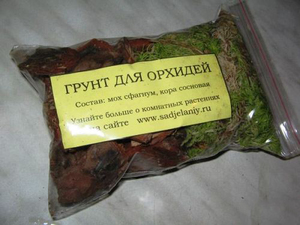 ГРУНТ ДЛЯ ОРХИДЕЙ
Состав: мох сфагнум, кора сосновая
Узнайте больше о комнатных растениях
на сайте www.sadjelaniy.ru